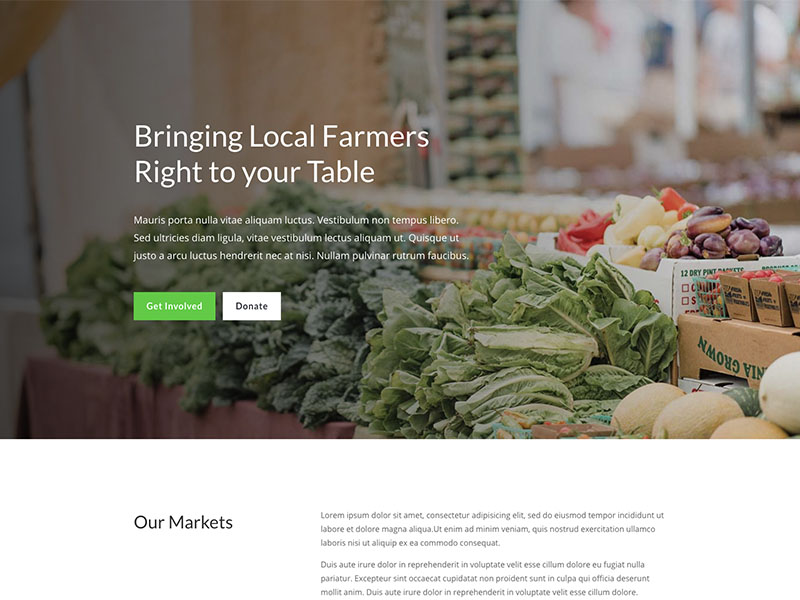 Bringing Local Farmers
Right to your Table
Mauris porta nulla vitae aliquam luctus. Vestibulum non tempus libero.
Sed ultricies diam ligula, vitae vestibulum lectus aliquam ut. Quisque ut
justo a arcu luctus hendrerit nec at nisi. Nullam pulvinar rutrum faucibus.
Get Involved
Donate
12 DRY PINT BASKETS
GROWN
Our Markets
Lorem ipsum dolor sit amet, consectetur adipisicing elit, sed do eiusmod tempor incididunt ut
labore et dolore magna aliqua.Ut enim ad minim veniam, quis nostrud exercitation ullamco
laboris nisi ut aliquip ex ea commodo consequat.
Duis aute irure dolor in reprehenderit in voluptate velit esse cillum dolore eu fugiat nulla
pariatur. Excepteur sint occaecat cupidatat non proident sunt in culpa qui officia deserunt
mollit anim. Duis aute irure dolor in reprehenderit in voluptate velit esse cillum dolore.